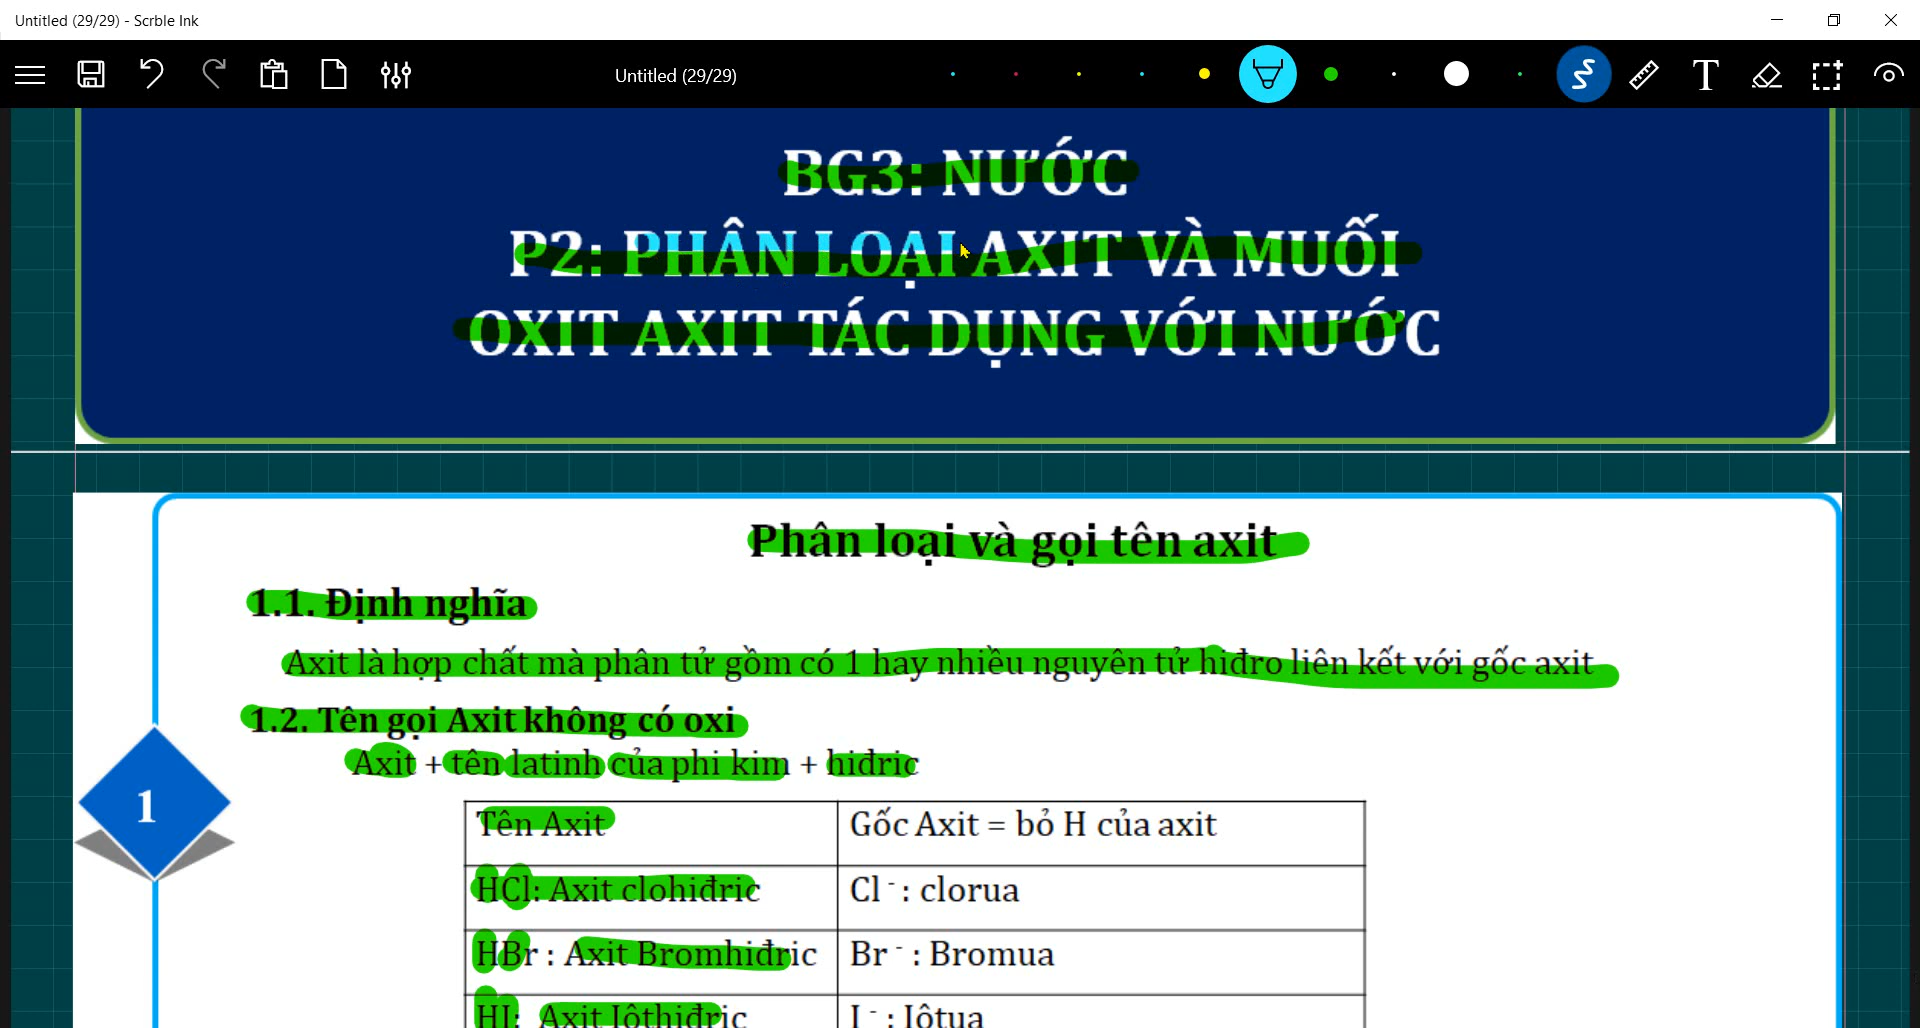 Untitled (29/29) - Scrble Ink
Untitled (29/29)
BG3: NƯỚC
P2: PHÂN LOẠI AXIT VÀ MUỐI
OXIT AXIT TÁC DỤNG VỚI NƯỚC
Phân loại và gọi tên axit
1.1. Định nghĩa
Axit là hợp chất mà phân tử gồm có 1 hay nhiều nguyên tử hiđro liên kết với gốc axit
1.2. Tên gọi Axit không có oxi
Axit + tên latinh của phi kim + hiđric
1
Tên Axit Gốc Axit = bỏ H của axit
HCl: Axit clohiđric Cl⁻: clorua
HBr : Axit Bromhiđric Br⁻ : Bromua
HI: Axit Iôthiđric I⁻ : Iôtua